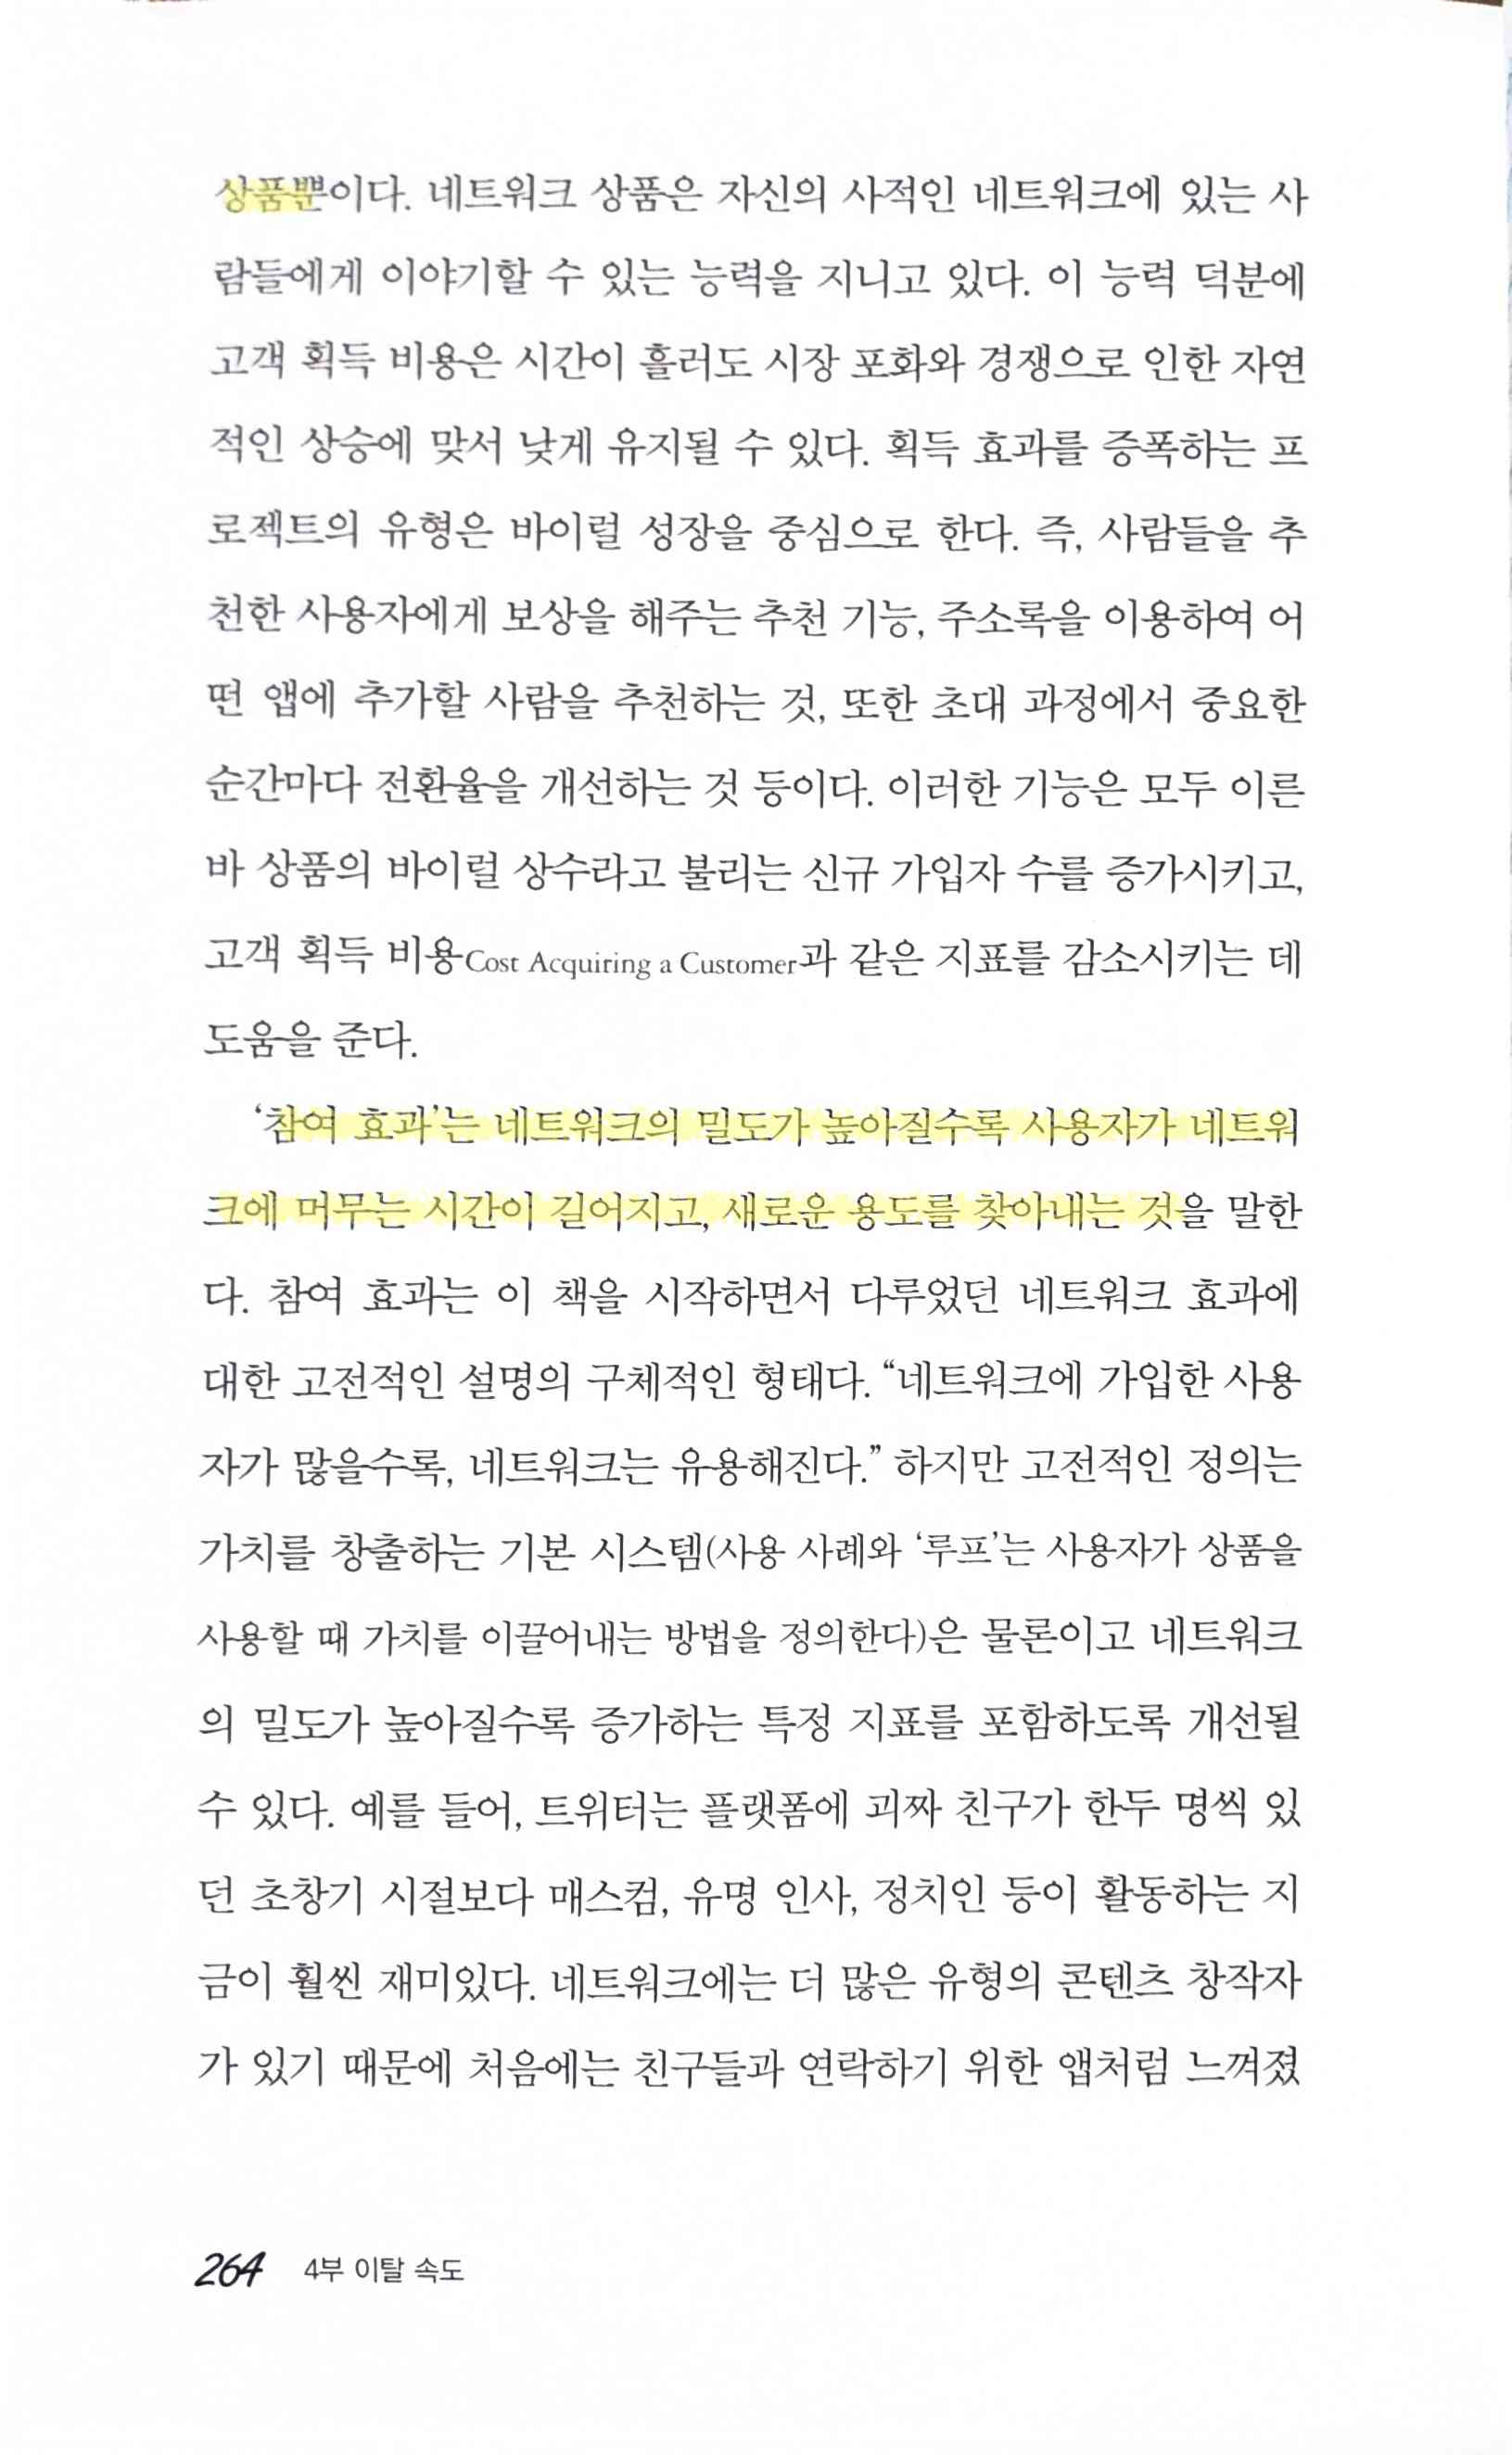 상품뿐이다. 네트워크 상품은 자신의 사적인 네트워크에 있는 사
람들에게 이야기할 수 있는 능력을 지니고 있다. 이 능력 덕분에
고객 획득 비용은 시간이 흘러도 시장 포화와 경쟁으로 인한 자연
적인 상승에 맞서 낮게 유지될 수 있다. 획득 효과를 증폭하는 프
로젝트의 유형은 바이럴 성장을 중심으로 한다. 즉, 사람들을 추
천한 사용자에게 보상을 해주는 추천 기능, 주소록을 이용하여 어
떤 앱에 추가할 사람을 추천하는 것, 또한 초대 과정에서 중요한
순간마다 전환율을 개선하는 것 등이다. 이러한 기능은 모두 이른
바 상품의 바이럴 상수라고 불리는 신규 가입자 수를 증가시키고,
고객 획득 비용Cost Acquiring a Customer과 같은 지표를 감소시키는 데
도움을 준다.
‘참여 효과’는 네트워크의 밀도가 높아질수록 사용자가 네트워
크에 머무는 시간이 길어지고, 새로운 용도를 찾아내는 것을 말한
다. 참여 효과는 이 책을 시작하면서 다루었던 네트워크 효과에
대한 고전적인 설명의 구체적인 형태다. “네트워크에 가입한 사용
자가 많을수록, 네트워크는 유용해진다.” 하지만 고전적인 정의는
가치를 창출하는 기본 시스템(사용 사례와 ‘루프’는 사용자가 상품을
사용할 때 가치를 이끌어내는 방법을 정의한다)은 물론이고 네트워크
의 밀도가 높아질수록 증가하는 특정 지표를 포함하도록 개선될
수 있다. 예를 들어, 트위터는 플랫폼에 괴짜 친구가 한두 명씩 있
던 초창기 시절보다 매스컴, 유명 인사, 정치인 등이 활동하는 지
금이 훨씬 재미있다. 네트워크에는 더 많은 유형의 콘텐츠 창작자
가 있기 때문에 처음에는 친구들과 연락하기 위한 앱처럼 느껴졌
264 4부 이탈 속도